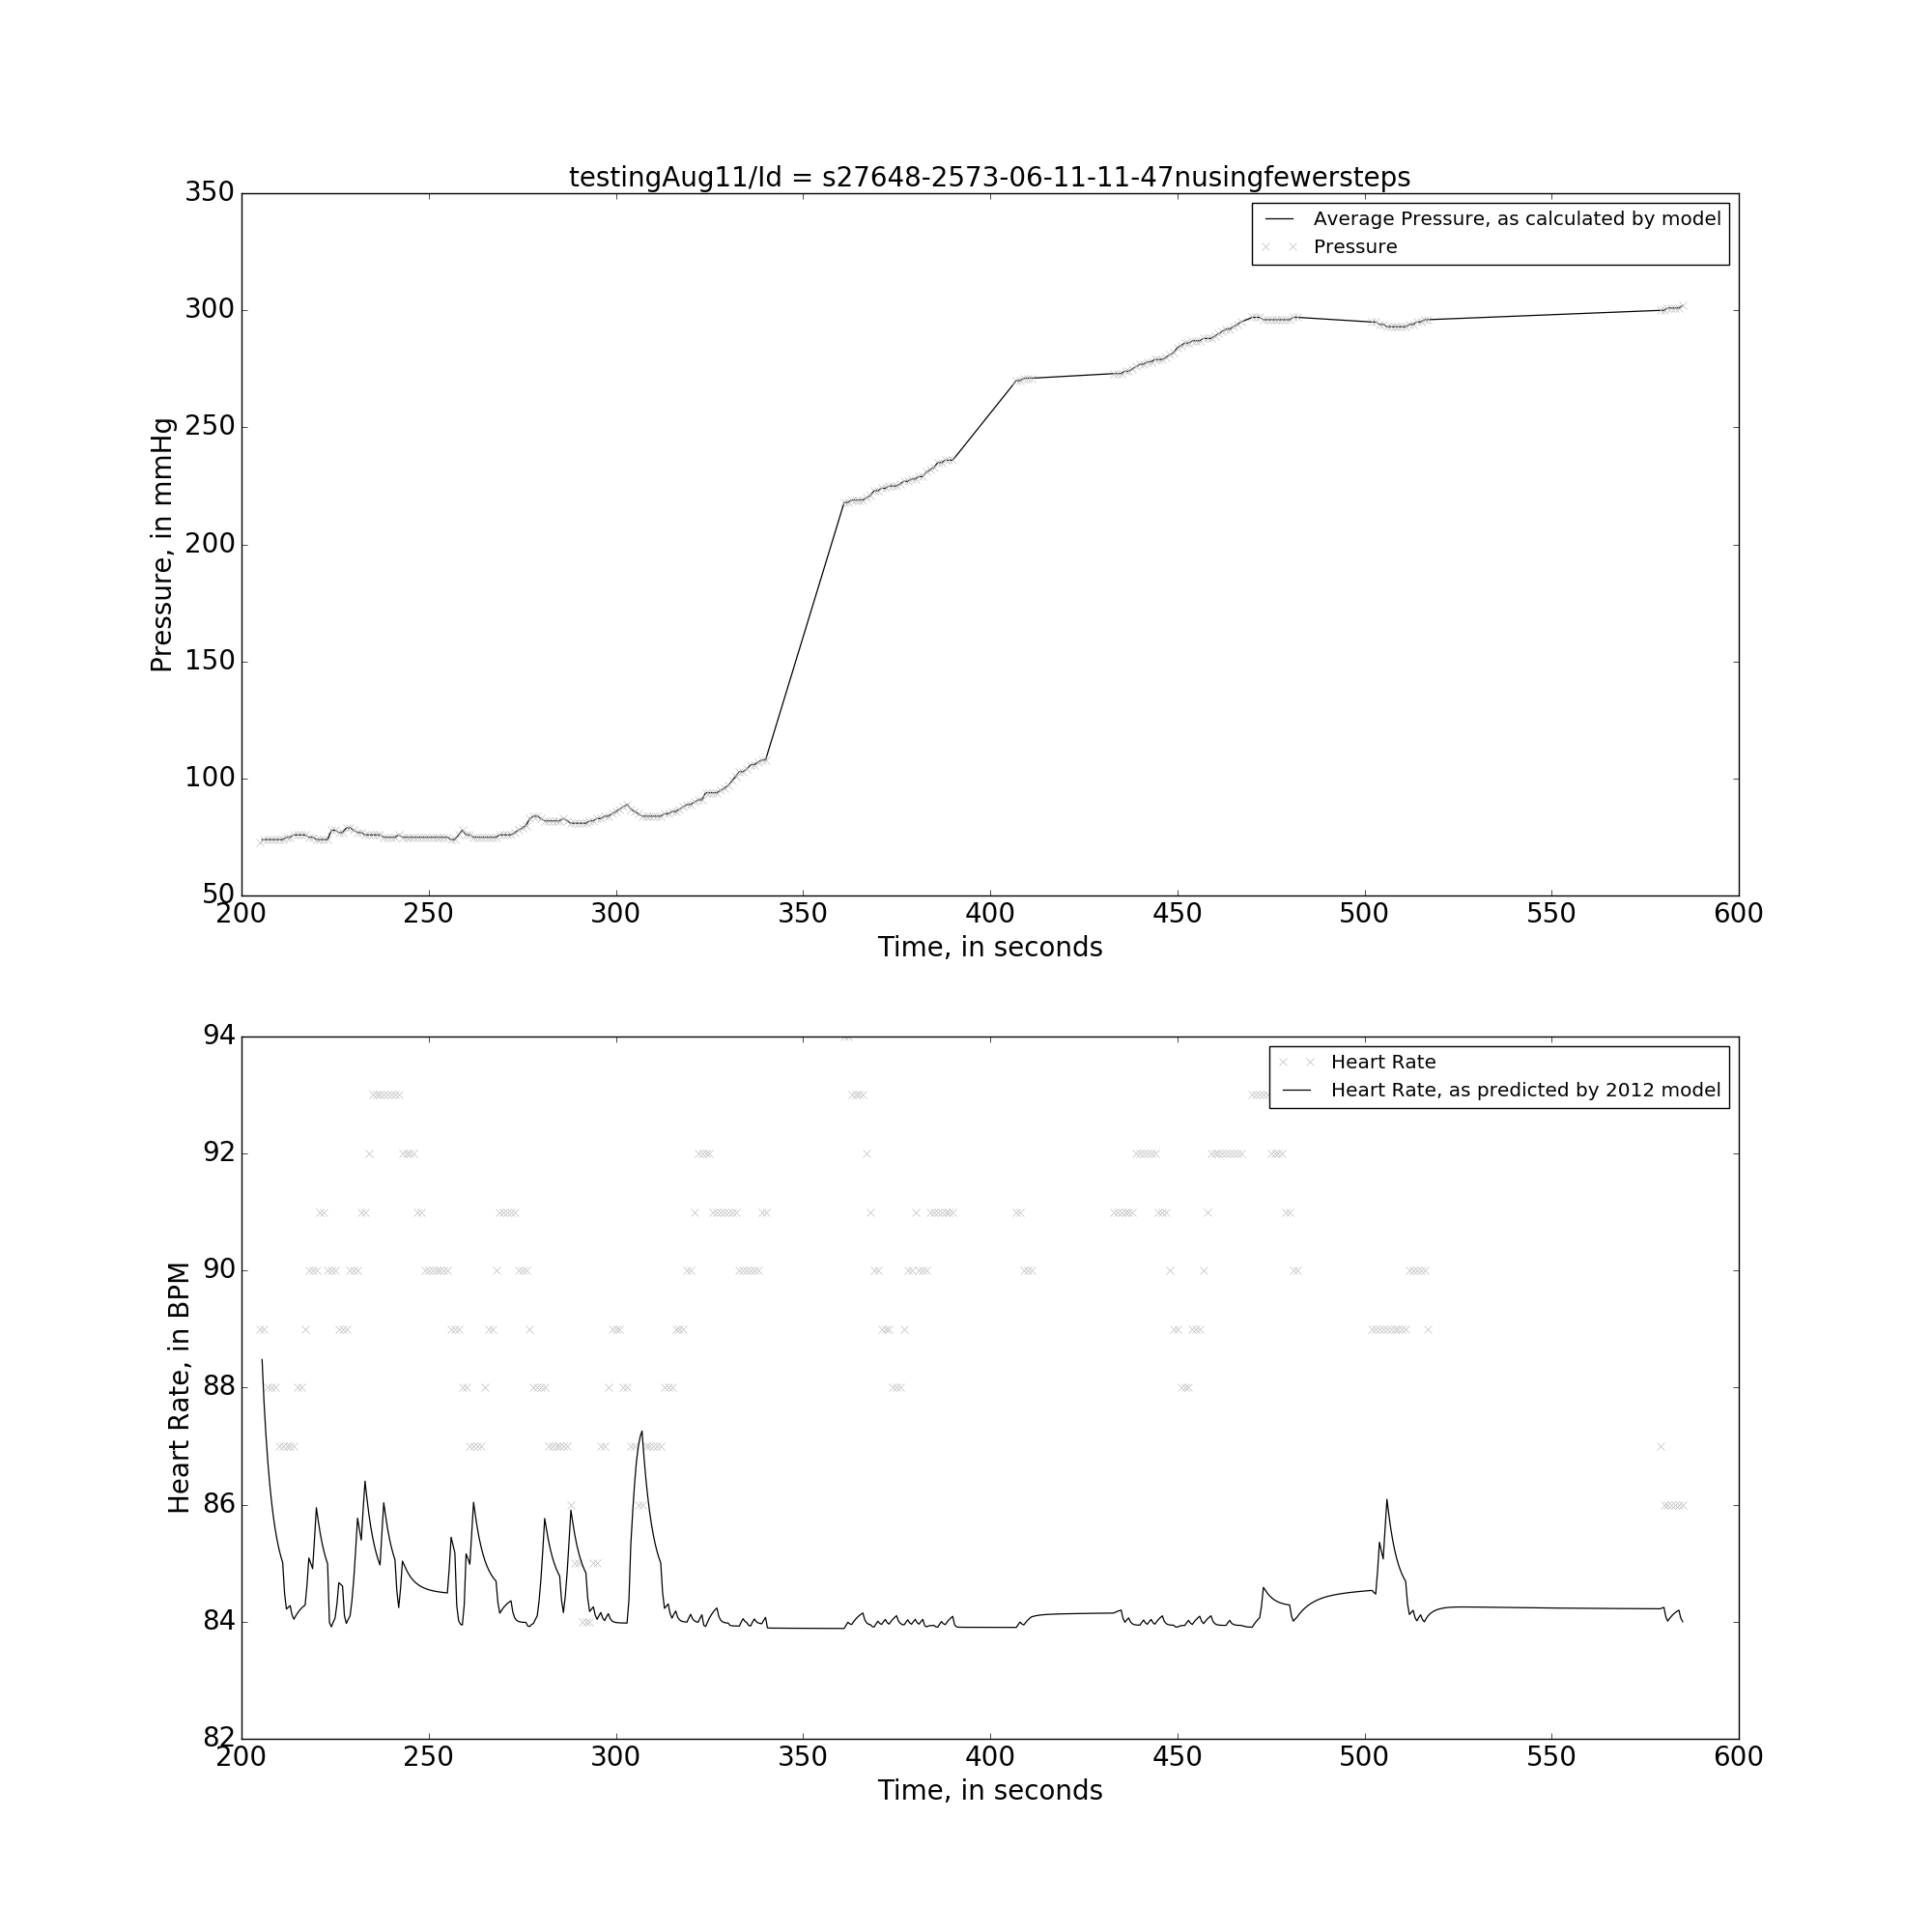 testingAug11/Id = s27648-2573-06-11-11-47nusingfewersteps
350
300
250
200
150
100
50
Pressure, in mmHg
Average Pressure, as calculated by model
Pressure
200 250 300 350 400 450 500 550 600
Time, in seconds
94
92
90
88
86
84
82
Heart Rate, in BPM
Heart Rate
Heart Rate, as predicted by 2012 model
200 250 300 350 400 450 500 550 600
Time, in seconds